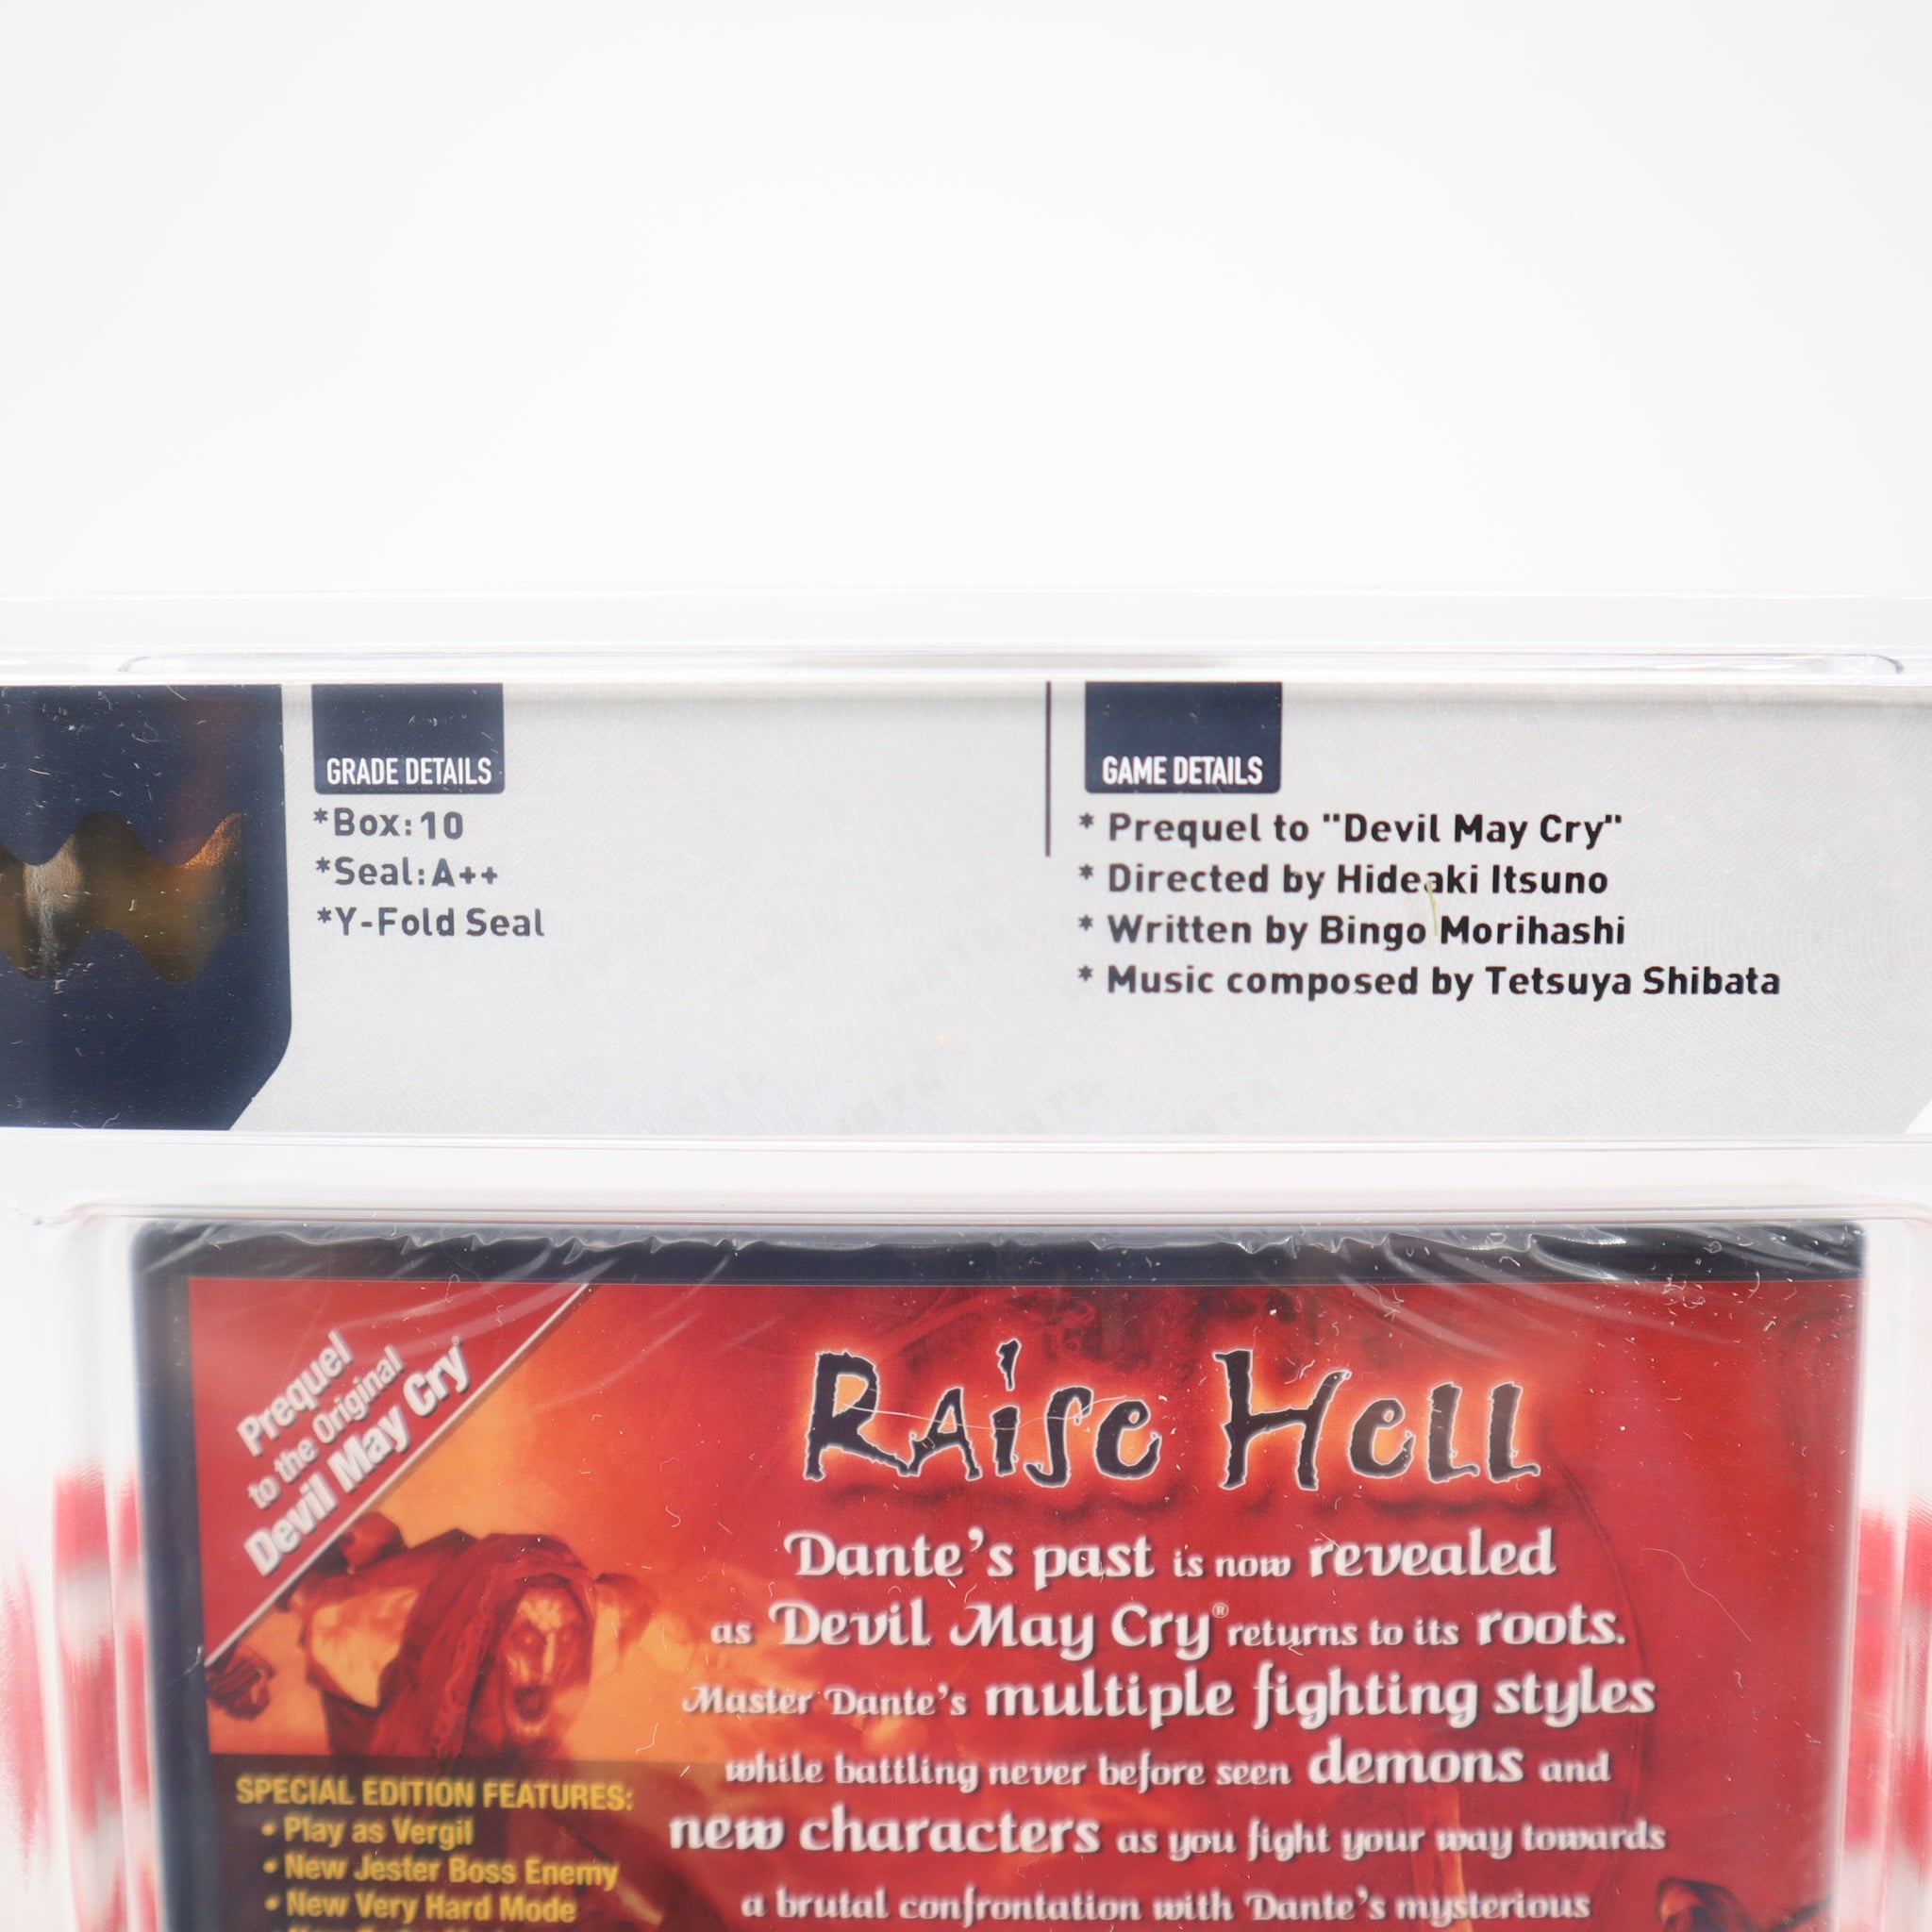 GRADE DETAILS
*Box:10
*Seal:A++
*Y-Fold Seal
GAME DETAILS
* Prequel to "Devil May Cry"
* Directed by Hideaki Itsuno
* Written by Bingo Morihashi
* Music composed by Tetsuya Shibata
Prequel
to the Original
Devil May Cry®
Raise Hell
Dante's past is now revealed
as Devil May Cry® returns to its roots.
Master Dante's multiple fighting styles
while battling never before seen demons and
new characters as you fight your way towards
a brutal confrontation with Dante's mysterious
SPECIAL EDITION FEATURES:
• Play as Vergil
• New Jester Boss Enemy
• New Very Hard Mode